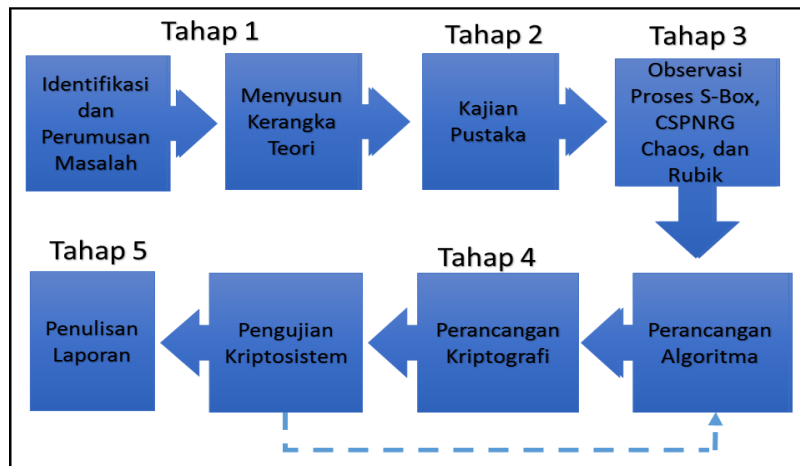 Tahap 1
Identifikasi
dan
Perumusan
Masalah
Menyusun
Kerangka
Teori
Tahap 2
Kajian
Pustaka
Tahap 3
Observasi
Proses S-Box,
CSPNRG
Chaos, dan
Rubik
Tahap 4
Perancangan
Algoritma
Perancangan
Kriptografi
Pengujian
Kriptosistem
Tahap 5
Penulisan
Laporan